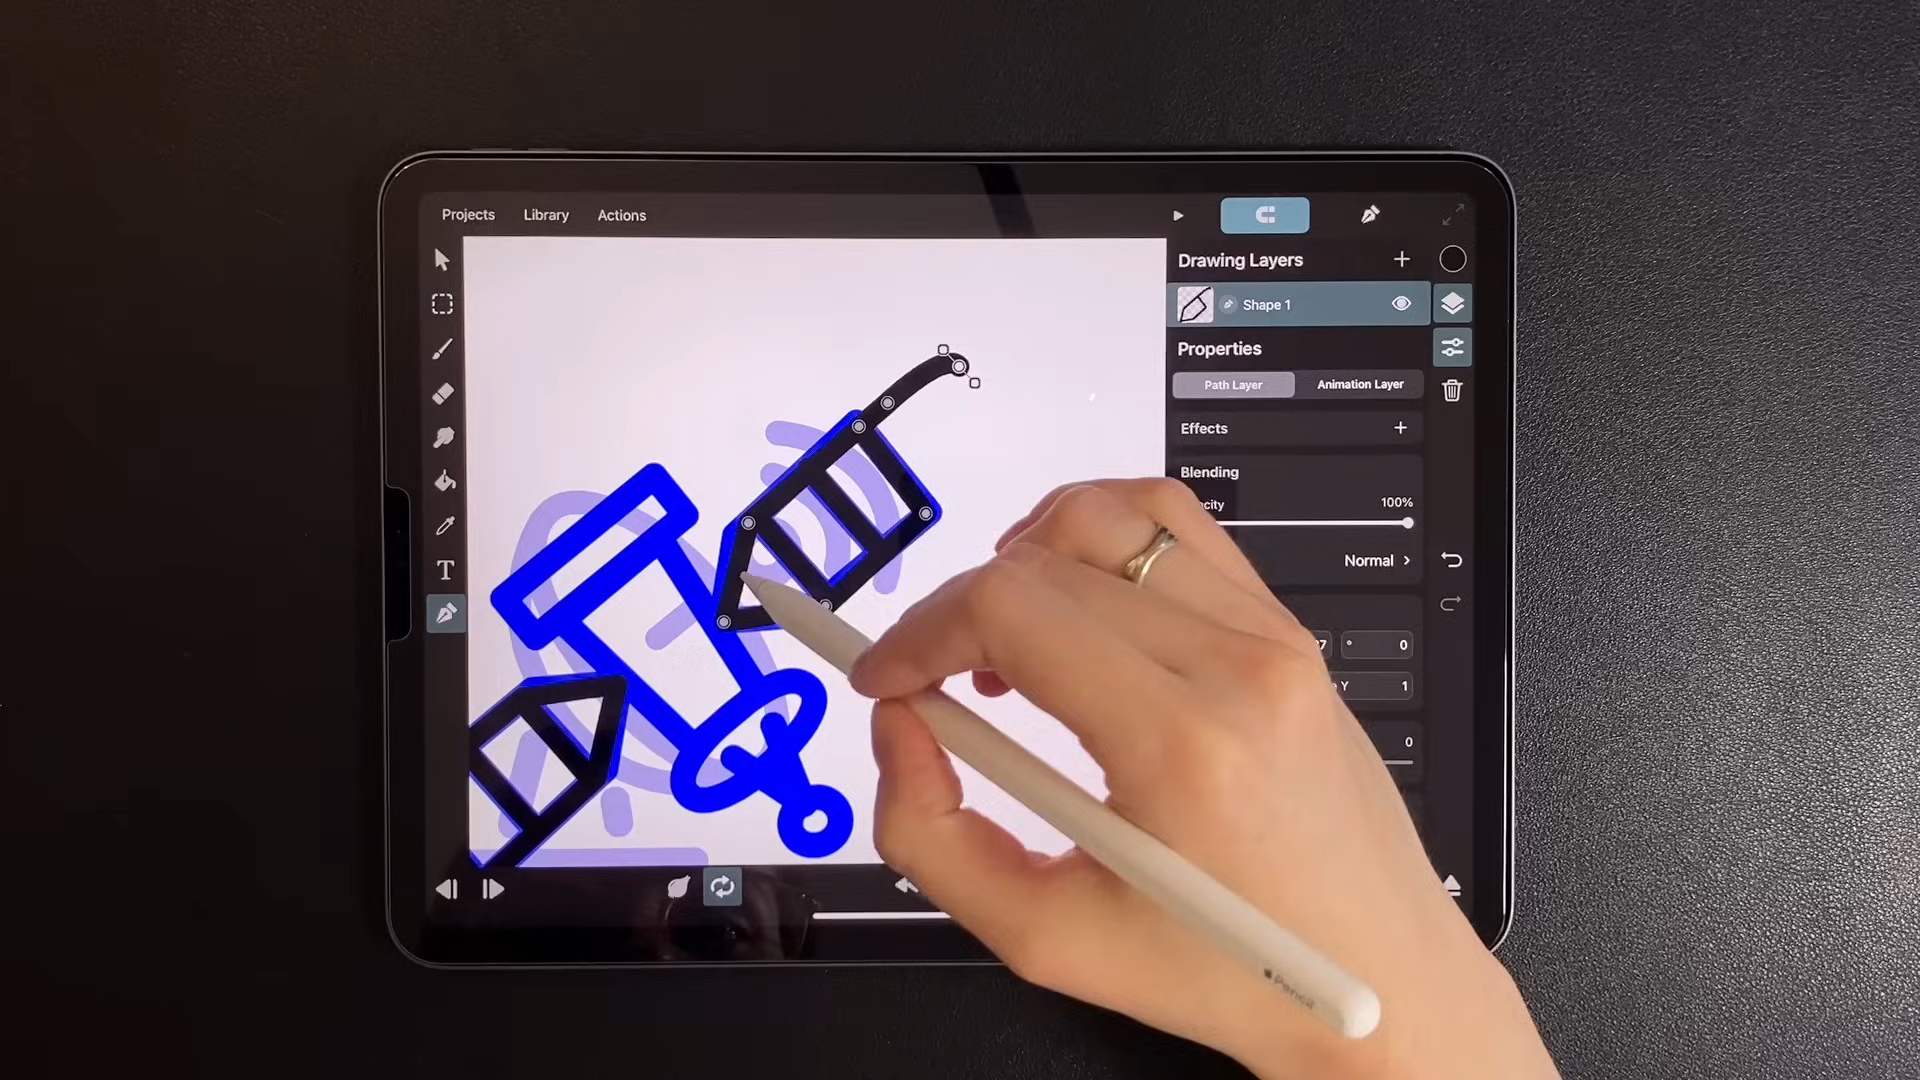 Projects Library Actions
Drawing Layers
Shape 1
Properties
Path Layer Animation Layer
Effects
Blending
100%
Normal
0
Y 1
0
T
Pencil